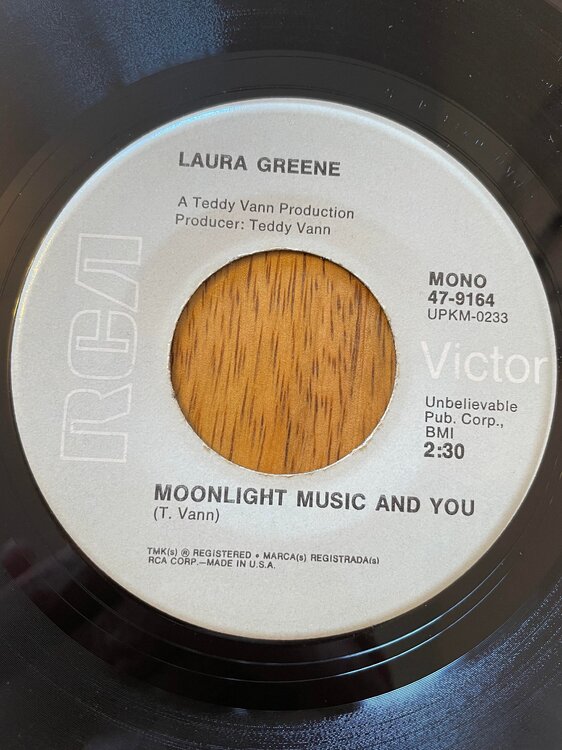 LAURA GREENE
A Teddy Vann Production
Producer: Teddy Vann
RCA
MONO
47-9164
UPKM-0233
Victor
Unbelievable
Pub. Corp.,
BMI
2:30
MOONLIGHT MUSIC AND YOU
(T. Vann)
TMK(s) ® REGISTERED • MARCA(s) REGISTRADA(s)
RCA CORP.—MADE IN U.S.A.